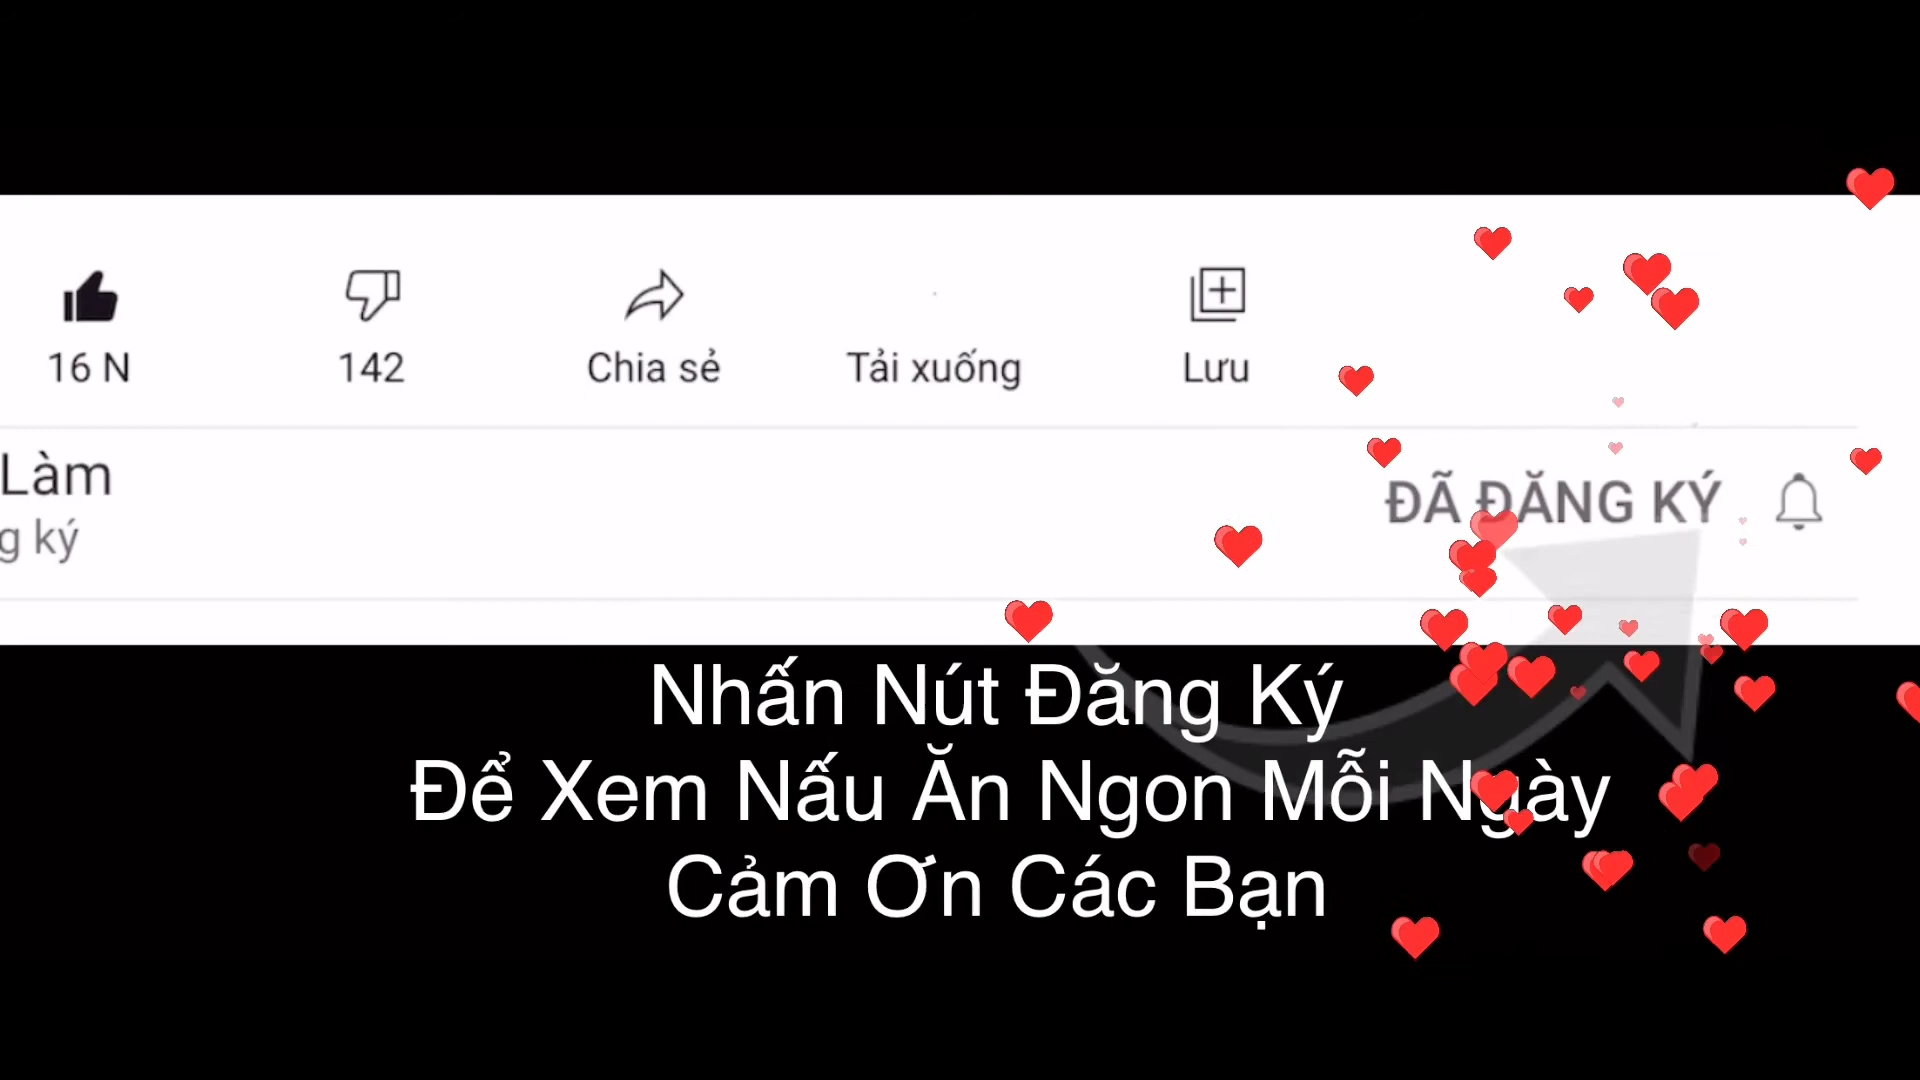 16 N
142
Chia sẻ
Tải xuống
Lưu
Làm
ĐÃ ĐĂNG KÝ
g ký
Nhấn Nút Đăng Ký
Để Xem Nấu Ăn Ngon Mỗi Ngày
Cảm Ơn Các Bạn